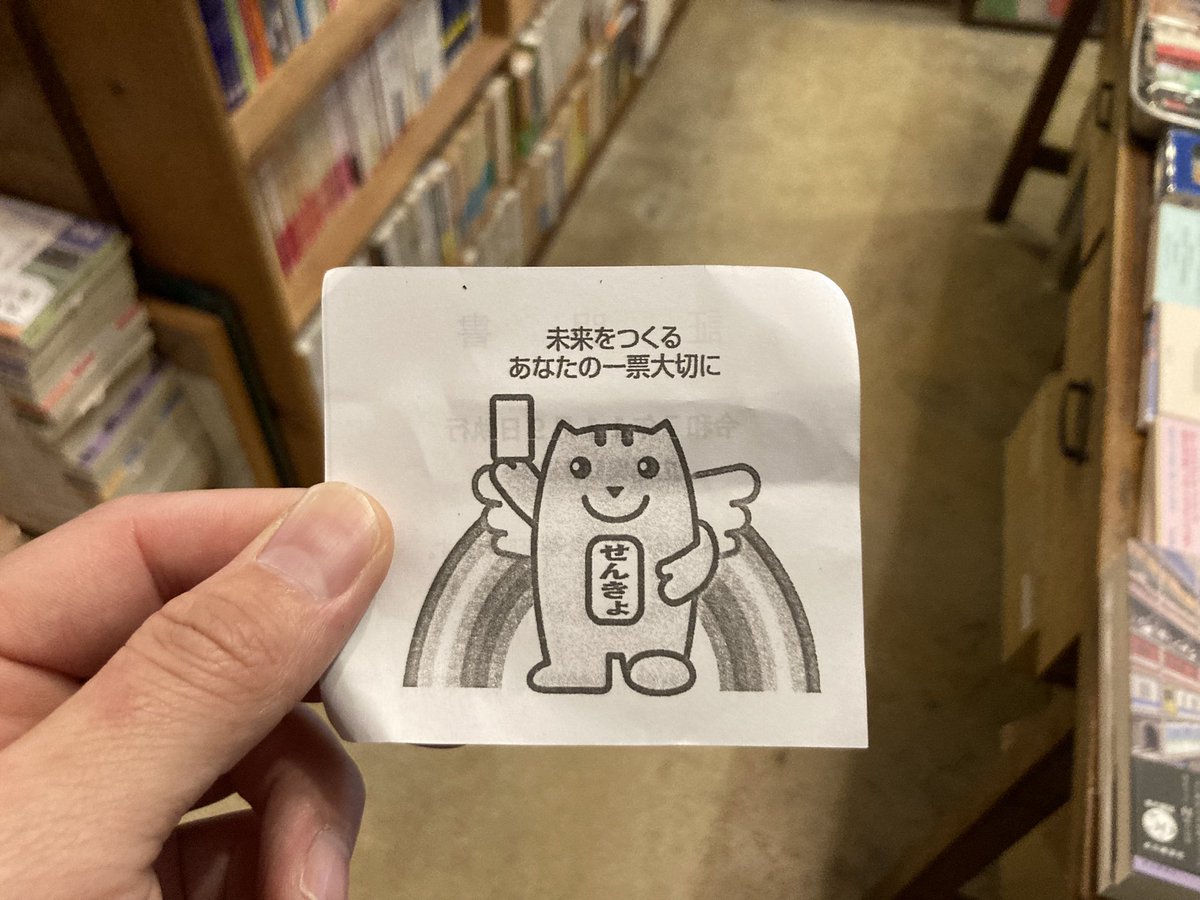 未来をつくる
あなたの一票大切に
せんきょ